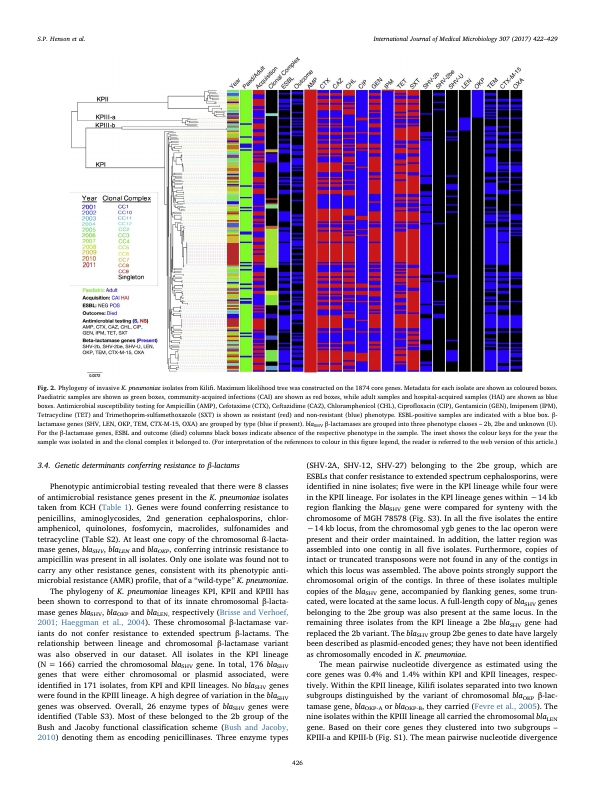 S.P. Henson et al.
International Journal of Medical Microbiology 307 (2017) 422–429
Year
Paed/Adult
Acquisition
Clonal Complex
ESBL
Outcome
AMP
CTX
CAZ
CHL
CIP
GEN
IPM
TET
SXT
SHV-2b
SHV-2be
SHV-U
LEN
OKP
TEM
CTX-M-15
OXA
KPII
KPIII-a
KPIII-b
KPI
Year Clonal Complex
2001 CC1
2002 CC10
2003 CC11
2004 CC12
2005 CC2
2006 CC3
2007 CC4
2008 CC5
2009 CC6
2010 CC7
2011 CC8
CC9
Singleton
Paediatric Adult
Acquisition: CAI HAI
ESBL: NEG POS
Outcome: Died
Antimicrobial testing (S, NS)
AMP, CTX, CAZ, CHL, CIP,
GEN, IPM, TET, SXT
Beta-lactamase genes (Present)
SHV-2b, SHV-2be, SHV-U, LEN,
OKP, TEM, CTX-M-15, OXA
Fig. 2. Phylogeny of invasive K. pneumoniae isolates from Kilifi. Maximum likelihood tree was constructed on the 1874 core genes. Metadata for each isolate are shown as coloured boxes.
Paediatric samples are shown as green boxes, community-acquired infections (CAI) are shown in red boxes, while adult samples and hospital-acquired samples (HAI) are shown as blue
boxes. Antimicrobial susceptibility testing for Ampicillin (AMP), Cefotaxime (CTX), Ceftazidime (CAZ), Chloramphenicol (CHL), Ciprofloxacin (CIP), Gentamicin (GEN), Imipenem (IPM),
Tetracycline (TET) and Trimethoprim-sulfamethoxazole (SXT) is shown as resistant (red) and non-resistant (blue) phenotype. ESBL-positive samples are indicated with a blue box. β-
lactamase genes (SHV, LEN, OKP, TEM, CTX-M-15, OXA) are grouped by type (blue if present). blaSHV β-lactamases are grouped into three phenotype classes – 2b, 2be and unknown (U).
For the β-lactamase genes, ESBL and outcome (died) columns black boxes indicate absence of the respective phenotype in the sample. The inset shows the colour keys for the year the
sample was isolated in and the clonal complex it belonged to. (For interpretation of the references to colour in this figure legend, the reader is referred to the web version of this article.)
3.4. Genetic determinants conferring resistance to β-lactams
Phenotypic antimicrobial testing revealed that there were 8 classes
of antimicrobial resistance genes present in the K. pneumoniae isolates
taken from KCH (Table 1). Genes were found conferring resistance to
penicillins, aminoglycosides, 2nd generation cephalosporins, chlor-
amphenicol, quinolones, fosfomycin, macrolides, sulfonamides and
tetracycline (Table S2). At least one copy of the chromosomal ß-lacta-
mase genes, blaSHV, blaLEN and blaOKP, conferring intrinsic resistance to
ampicillin was present in all isolates. Only one isolate was found not to
carry any other resistance genes, consistent with its phenotypic anti-
microbial resistance (AMR) profile, that of a “wild-type” K. pneumoniae.
The phylogeny of K. pneumoniae lineages KPI, KPII and KPIII has
been shown to correspond to that of its innate chromosomal β-lacta-
mase genes blaSHV, blaOKP and blaLEN, respectively (Brisse and Verhoef,
2001; Haeggman et al., 2004). These chromosomal β-lactamase var-
iants do not confer resistance to extended spectrum β-lactams. The
relationship between lineage and chromosomal β-lactamase variant
was also observed in our dataset. All isolates in the KPI lineage
(N = 166) carried the chromosomal blaSHV gene. In total, 176 blaSHV
genes that were either chromosomal or plasmid associated, were
identified in 171 isolates, from KPI and KPII lineages. No blaSHV genes
were found in the KPIII lineage. A high degree of variation in the blaSHV
genes was observed. Overall, 26 enzyme types of blaSHV genes were
identified (Table S3). Most of these belonged to the 2b group of the
Bush and Jacoby functional classification scheme (Bush and Jacoby,
2010) denoting them as encoding penicillinases. Three enzyme types
(SHV-2A, SHV-12, SHV-27) belonging to the 2be group, which are
ESBLs that confer resistance to extended spectrum cephalosporins, were
identified in nine isolates; five were in the KPI lineage while four were
in the KPII lineage. For isolates in the KPI lineage genes within ~14 kb
region flanking the blaSHV gene were compared for synteny with the
chromosome of MGH 78578 (Fig. S3). In all the five isolates the entire
~14 kb locus, from the chromosomal ygb genes to the lac operon were
present and their order maintained. In addition, the latter region was
assembled into one contig in all five isolates. Furthermore, copies of
intact or truncated transposons were not found in any of the contigs in
which this locus was assembled. The above points strongly support the
chromosomal origin of the contigs. In three of these isolates multiple
copies of the blaSHV gene, accompanied by flanking genes, some trun-
cated, were located at the same locus. A full-length copy of blaSHV genes
belonging to the 2be group was also present at the same locus. In the
remaining three isolates from the KPI lineage a 2be blaSHV gene had
replaced the 2b variant. The blaSHV group 2be genes to date have largely
been described as plasmid-encoded genes; they have not been identified
as chromosomally encoded in K. pneumoniae.
The mean pairwise nucleotide divergence as estimated using the
core genes was 0.4% and 1.4% within KPI and KPII lineages, respec-
tively. Within the KPII lineage, Kilifi isolates separated into two known
subgroups distinguished by the variant of chromosomal blaOKP β-lac-
tamase gene, blaOKP-A or blaOKP-B, they carried (Fevre et al., 2005). The
nine isolates within the KPIII lineage all carried the chromosomal blaLEN
gene. Based on their core genes they clustered into two subgroups –
KPIII-a and KPIII-b (Fig. S1). The mean pairwise nucleotide divergence
426